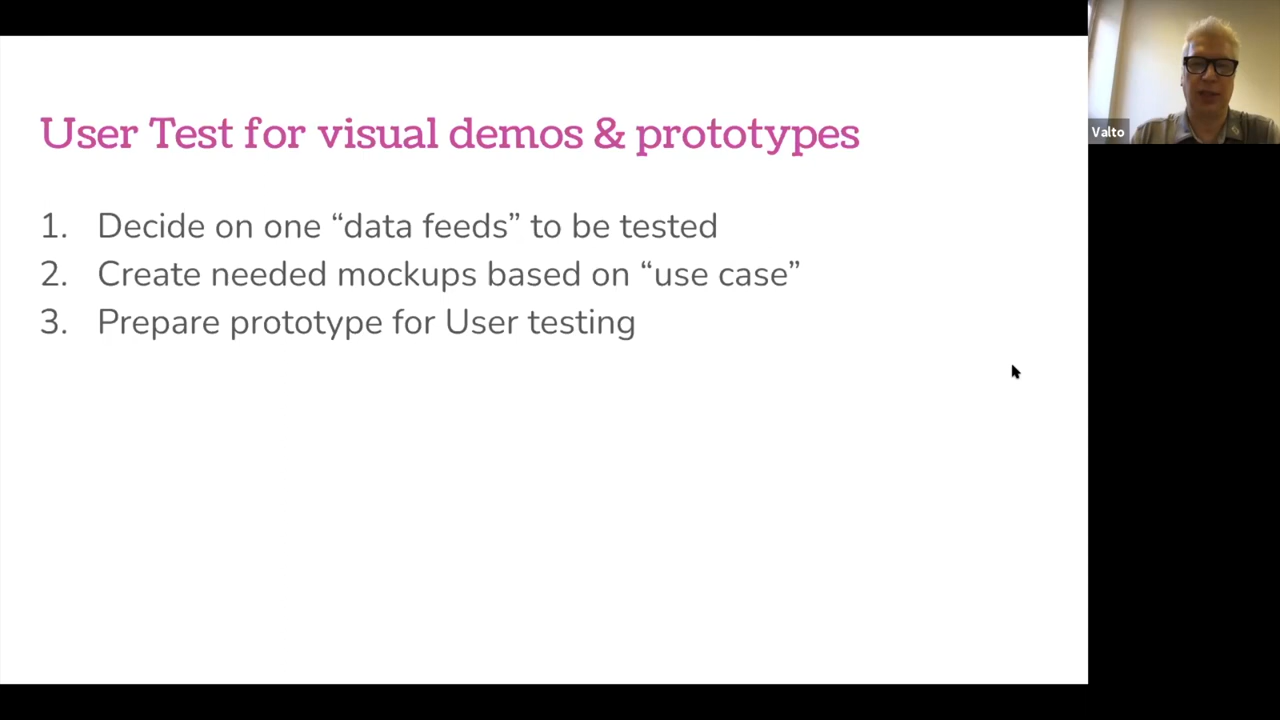 User Test for visual demos & prototypes
1. Decide on one “data feeds” to be tested
2. Create needed mockups based on “use case”
3. Prepare prototype for User testing
Valto